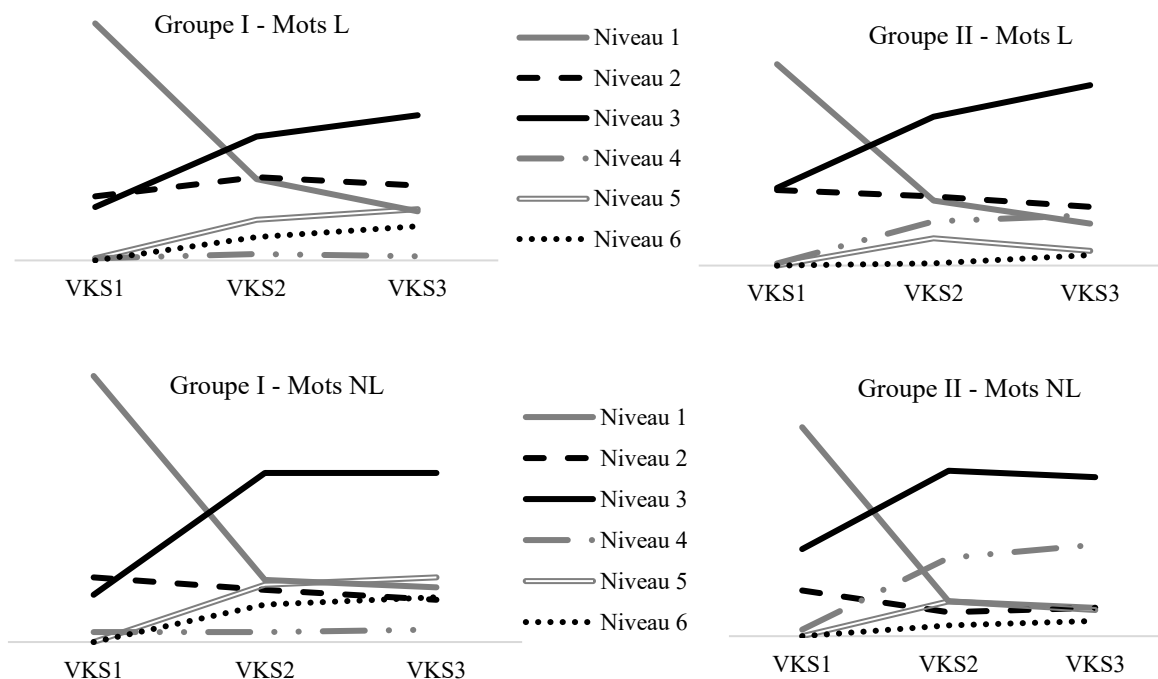 Groupe I - Mots L
Niveau 1
Niveau 2
Niveau 3
Niveau 4
Niveau 5
Niveau 6
VKS1 VKS2 VKS3
Groupe II - Mots L
VKS1 VKS2 VKS3
Groupe I - Mots NL
Niveau 1
Niveau 2
Niveau 3
Niveau 4
Niveau 5
Niveau 6
VKS1 VKS2 VKS3
Groupe II - Mots NL
VKS1 VKS2 VKS3